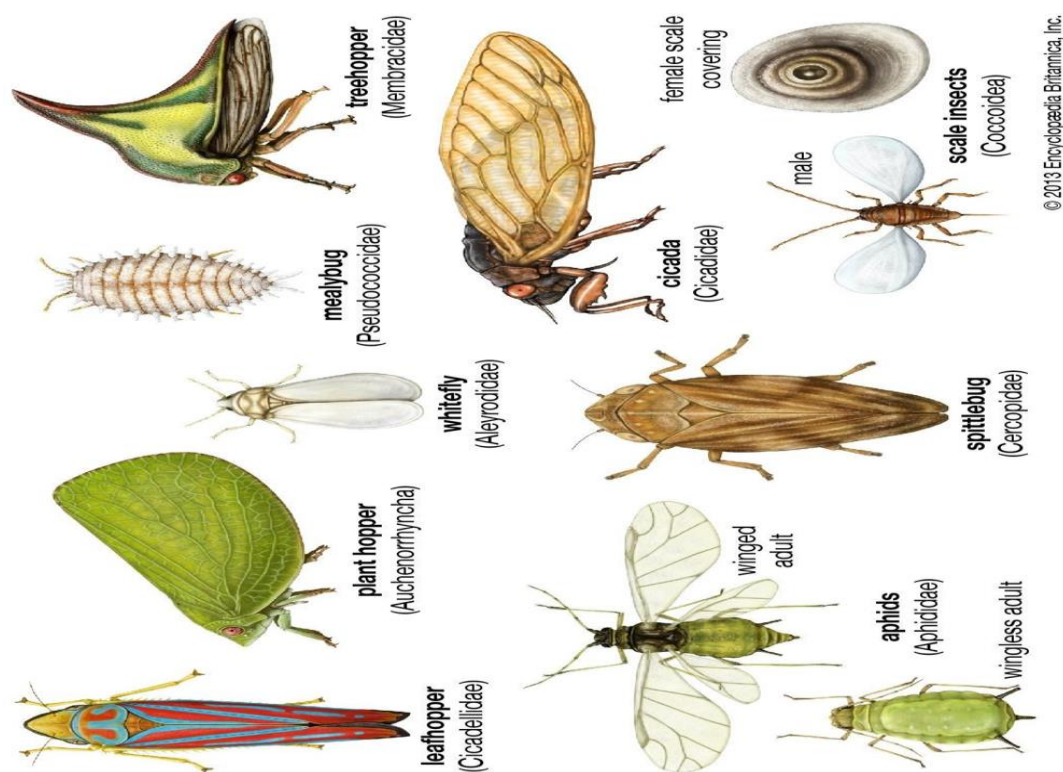 leafhopper
(Cicadellidae)
plant hopper
(Auchenorrhyncha)
whitefly
(Aleyrodidae)
mealybug
(Pseudococcidae)
treehopper
(Membracidae)
winged
adult
aphids
(Aphididae)
wingless adult
spittlebug
(Cercopidae)
cicada
(Cicadidae)
female scale
covering
male
scale insects
(Coccoidea)
© 2013 Encyclopædia Britannica, Inc.